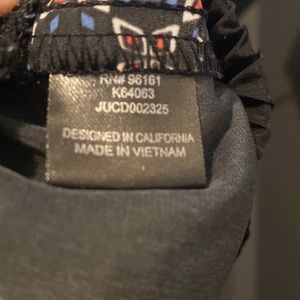 RN# 96161
K64063
JUCD002325
DESIGNED IN CALIFORNIA
MADE IN VIETNAM